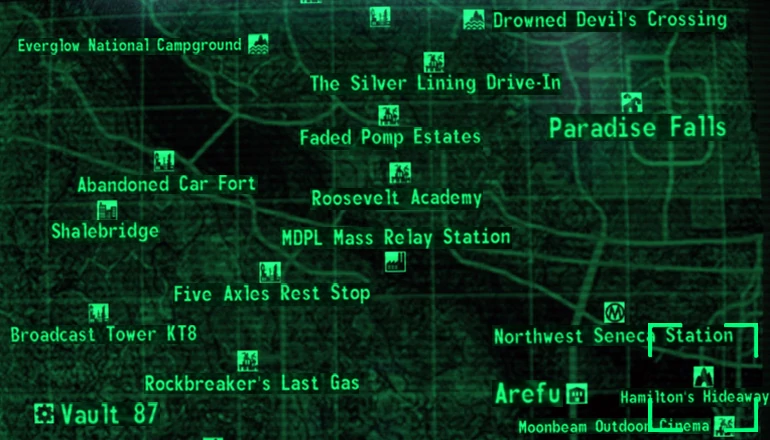 Drowned Devil's Crossing
Everglow National Campground
The Silver Lining Drive-In
Paradise Falls
Faded Pomp Estates
Abandoned Car Fort
Roosevelt Academy
Shalebridge
MDPL Mass Relay Station
Five Axles Rest Stop
Broadcast Tower KT8
Northwest Seneca Station
Rockbreaker's Last Gas
Arefu
Hamilton's Hideaway
Vault 87
Moonbeam Outdoor Cinema